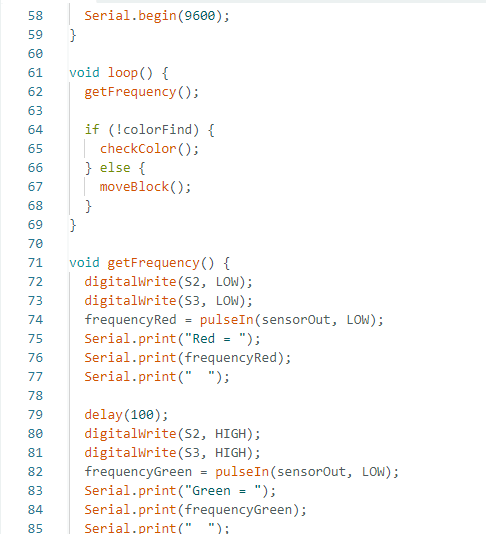 58 Serial.begin(9600);
59 }
60
61 void loop() {
62 getFrequency();
63
64 if (!colorFind) {
65 checkColor();
66 } else {
67 moveBlock();
68 }
69 }
70
71 void getFrequency() {
72 digitalWrite(S2, LOW);
73 digitalWrite(S3, LOW);
74 frequencyRed = pulseIn(sensorOut, LOW);
75 Serial.print("Red = ");
76 Serial.print(frequencyRed);
77 Serial.print("  ");
78
79 delay(100);
80 digitalWrite(S2, HIGH);
81 digitalWrite(S3, HIGH);
82 frequencyGreen = pulseIn(sensorOut, LOW);
83 Serial.print("Green = ");
84 Serial.print(frequencyGreen);
85 Serial.print("  ");